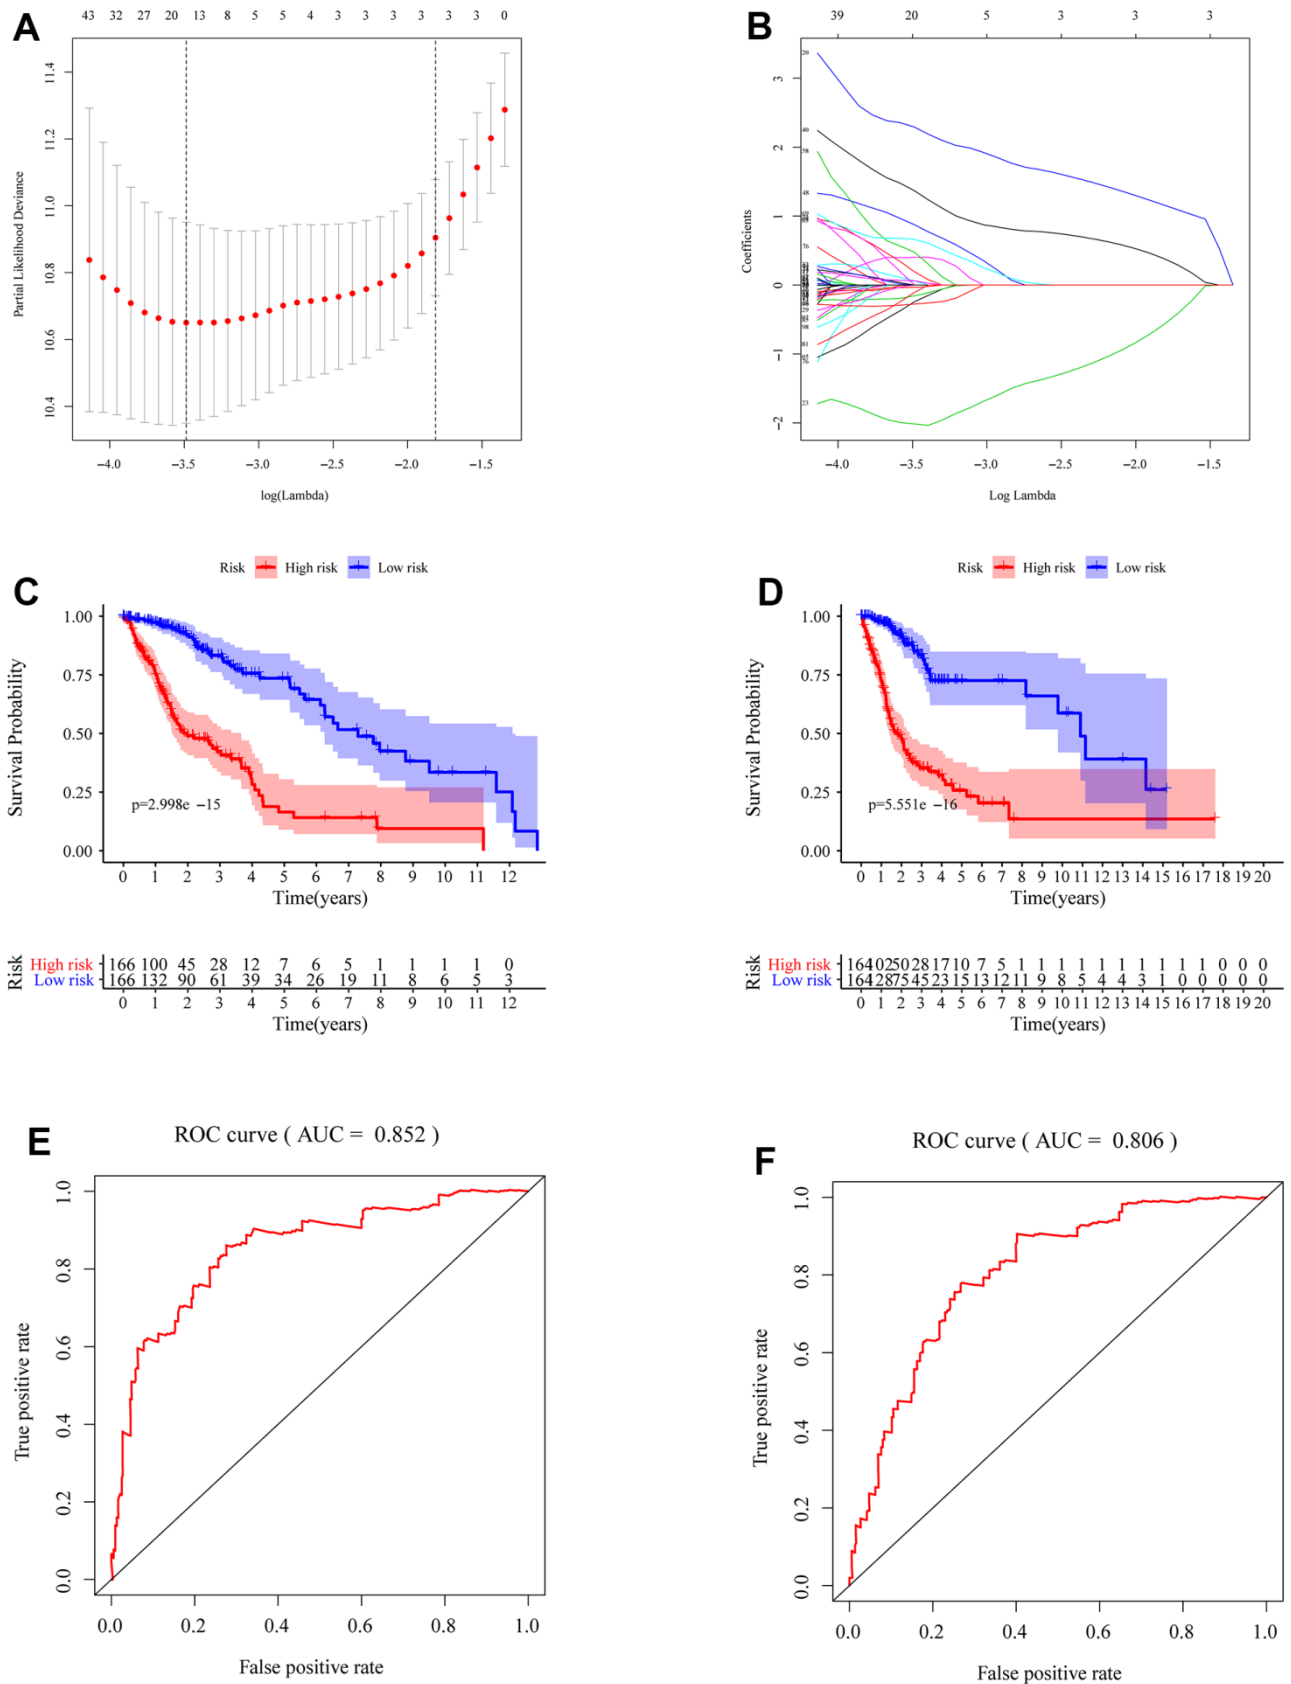 A
43 32 27 20 13 8 5 5 4 3 3 3 3 3 3 0
Partial Likelihood Deviance
11.4
11.2
11.0
10.8
10.6
10.4
−4.0 −3.5 −3.0 −2.5 −2.0 −1.5
log(Lambda)
B
39 20 5 3 3 3
Coefficients
3
2
1
0
−1
−2
20
40
58
48
76
29
98
81
76
23
−4.0 −3.5 −3.0 −2.5 −2.0 −1.5
Log Lambda
C
Risk High risk Low risk
Survival Probability
1.00
0.75
0.50
0.25
0.00
p=2.998e −15
0 1 2 3 4 5 6 7 8 9 10 11 12
Time(years)
Risk
High risk 166 100 45 28 12 7 6 5 1 1 1 1 0
Low risk 166 132 90 61 39 34 26 19 11 8 6 5 3
0 1 2 3 4 5 6 7 8 9 10 11 12
Time(years)
D
Risk High risk Low risk
Survival Probability
1.00
0.75
0.50
0.25
0.00
p=5.551e −16
0 1 2 3 4 5 6 7 8 9 10 11 12 13 14 15 16 17 18 19 20
Time(years)
Risk
High risk 164 02 50 28 17 10 7 5 1 1 1 1 1 1 1 1 1 1 0 0 0
Low risk 164 28 75 45 23 15 13 12 11 9 8 5 4 4 3 1 0 0 0 0 0
0 1 2 3 4 5 6 7 8 9 10 11 12 13 14 15 16 17 18 19 20
Time(years)
E
ROC curve ( AUC = 0.852 )
True positive rate
1.0
0.8
0.6
0.4
0.2
0.0
0.0 0.2 0.4 0.6 0.8 1.0
False positive rate
F
ROC curve ( AUC = 0.806 )
True positive rate
1.0
0.8
0.6
0.4
0.2
0.0
0.0 0.2 0.4 0.6 0.8 1.0
False positive rate